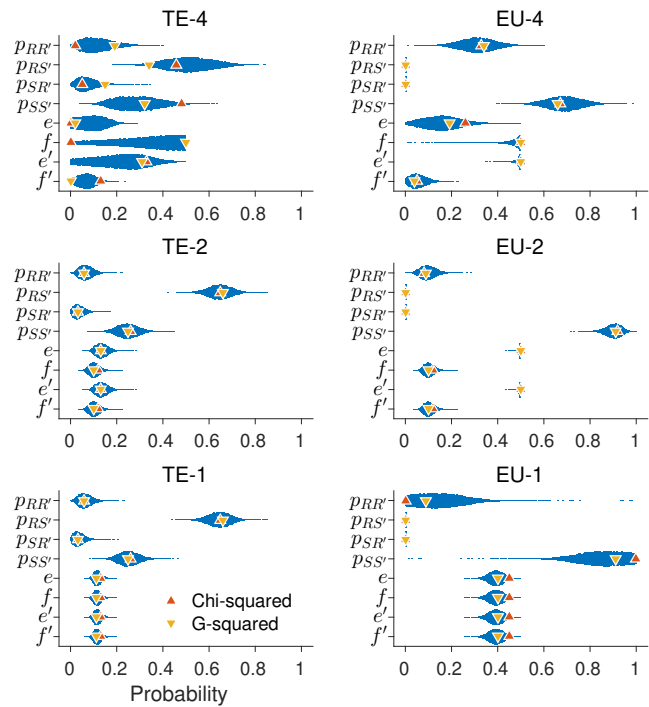 TE-4
EU-4
p_RR′
p_RS′
p_SR′
p_SS′
e
f
e′
f′
0 0.2 0.4 0.6 0.8 1
p_RR′
p_RS′
p_SR′
p_SS′
e
f
e′
f′
0 0.2 0.4 0.6 0.8 1
TE-2
EU-2
p_RR′
p_RS′
p_SR′
p_SS′
e
f
e′
f′
0 0.2 0.4 0.6 0.8 1
p_RR′
p_RS′
p_SR′
p_SS′
e
f
e′
f′
0 0.2 0.4 0.6 0.8 1
TE-1
EU-1
p_RR′
p_RS′
p_SR′
p_SS′
e
f
e′
f′
Chi-squared
G-squared
0 0.2 0.4 0.6 0.8 1
Probability
p_RR′
p_RS′
p_SR′
p_SS′
e
f
e′
f′
0 0.2 0.4 0.6 0.8 1